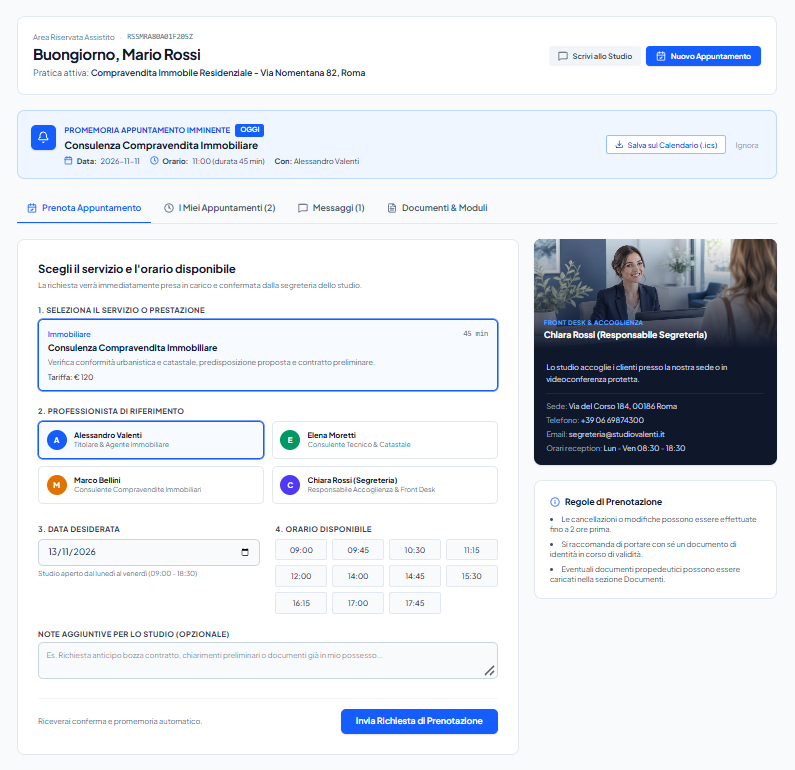 Area Riservata Assistito · RSSMRA80A01F205Z
Buongiorno, Mario Rossi
Pratica attiva: Compravendita Immobile Residenziale - Via Nomentana 82, Roma
Scrivi allo Studio
Nuovo Appuntamento
PROMEMORIA APPUNTAMENTO IMMINENTE OGGI
Consulenza Compravendita Immobiliare
Data: 2026-11-11 Orario: 11:00 (durata 45 min) Con: Alessandro Valenti
Salva sul Calendario (.ics)
Ignora
Prenota Appuntamento
I Miei Appuntamenti (2)
Messaggi (1)
Documenti & Moduli
Scegli il servizio e l'orario disponibile
La richiesta verrà immediatamente presa in carico e confermata dalla segreteria dello studio.
1. SELEZIONA IL SERVIZIO O PRESTAZIONE
Immobiliare 45 min
Consulenza Compravendita Immobiliare
Verifica conformità urbanistica e catastale, predisposizione proposta e contratto preliminare.
Tariffa: € 120
2. PROFESSIONISTA DI RIFERIMENTO
A
Alessandro Valenti
Titolare & Agente Immobiliare
E
Elena Moretti
Consulente Tecnico & Catastale
M
Marco Bellini
Consulente Compravendite Immobiliari
C
Chiara Rossi (Segreteria)
Responsabile Accoglienza & Front Desk
3. DATA DESIDERATA
13/11/2026
Studio aperto dal lunedì al venerdì (09:00 - 18:30)
4. ORARIO DISPONIBILE
09:00 09:45 10:30 11:15
12:00 14:00 14:45 15:30
16:15 17:00 17:45
NOTE AGGIUNTIVE PER LO STUDIO (OPZIONALE)
Es. Richiesta anticipo bozza contratto, chiarimenti preliminari o documenti già in mio possesso...
Riceverai conferma e promemoria automatico.
Invia Richiesta di Prenotazione
FRONT DESK & ACCOGLIENZA
Chiara Rossi (Responsabile Segreteria)
Lo studio accoglie i clienti presso la nostra sede o in
videoconferenza protetta.
Sede: Via del Corso 184, 00186 Roma
Telefono: +39 06 69874300
Email: segreteria@studiovalenti.it
Orari reception: Lun - Ven 08:30 - 18:30
Regole di Prenotazione
• Le cancellazioni o modifiche possono essere effettuate
fino a 2 ore prima.
• Si raccomanda di portare con sé un documento di
identità in corso di validità.
• Eventuali documenti propedeutici possono essere
caricati nella sezione Documenti.